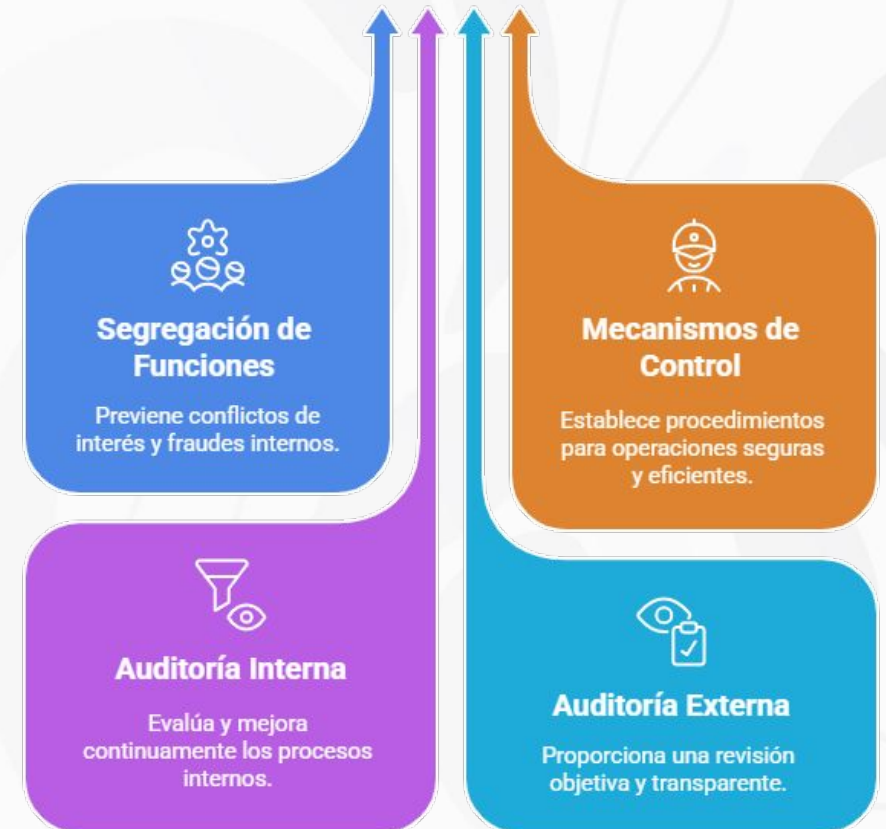 Segregación de
Funciones
Previene conflictos de
interés y fraudes internos.
Mecanismos de
Control
Establece procedimientos
para operaciones seguras
y eficientes.
Auditoría Interna
Evalúa y mejora
continuamente los procesos
internos.
Auditoría Externa
Proporciona una revisión
objetiva y transparente.